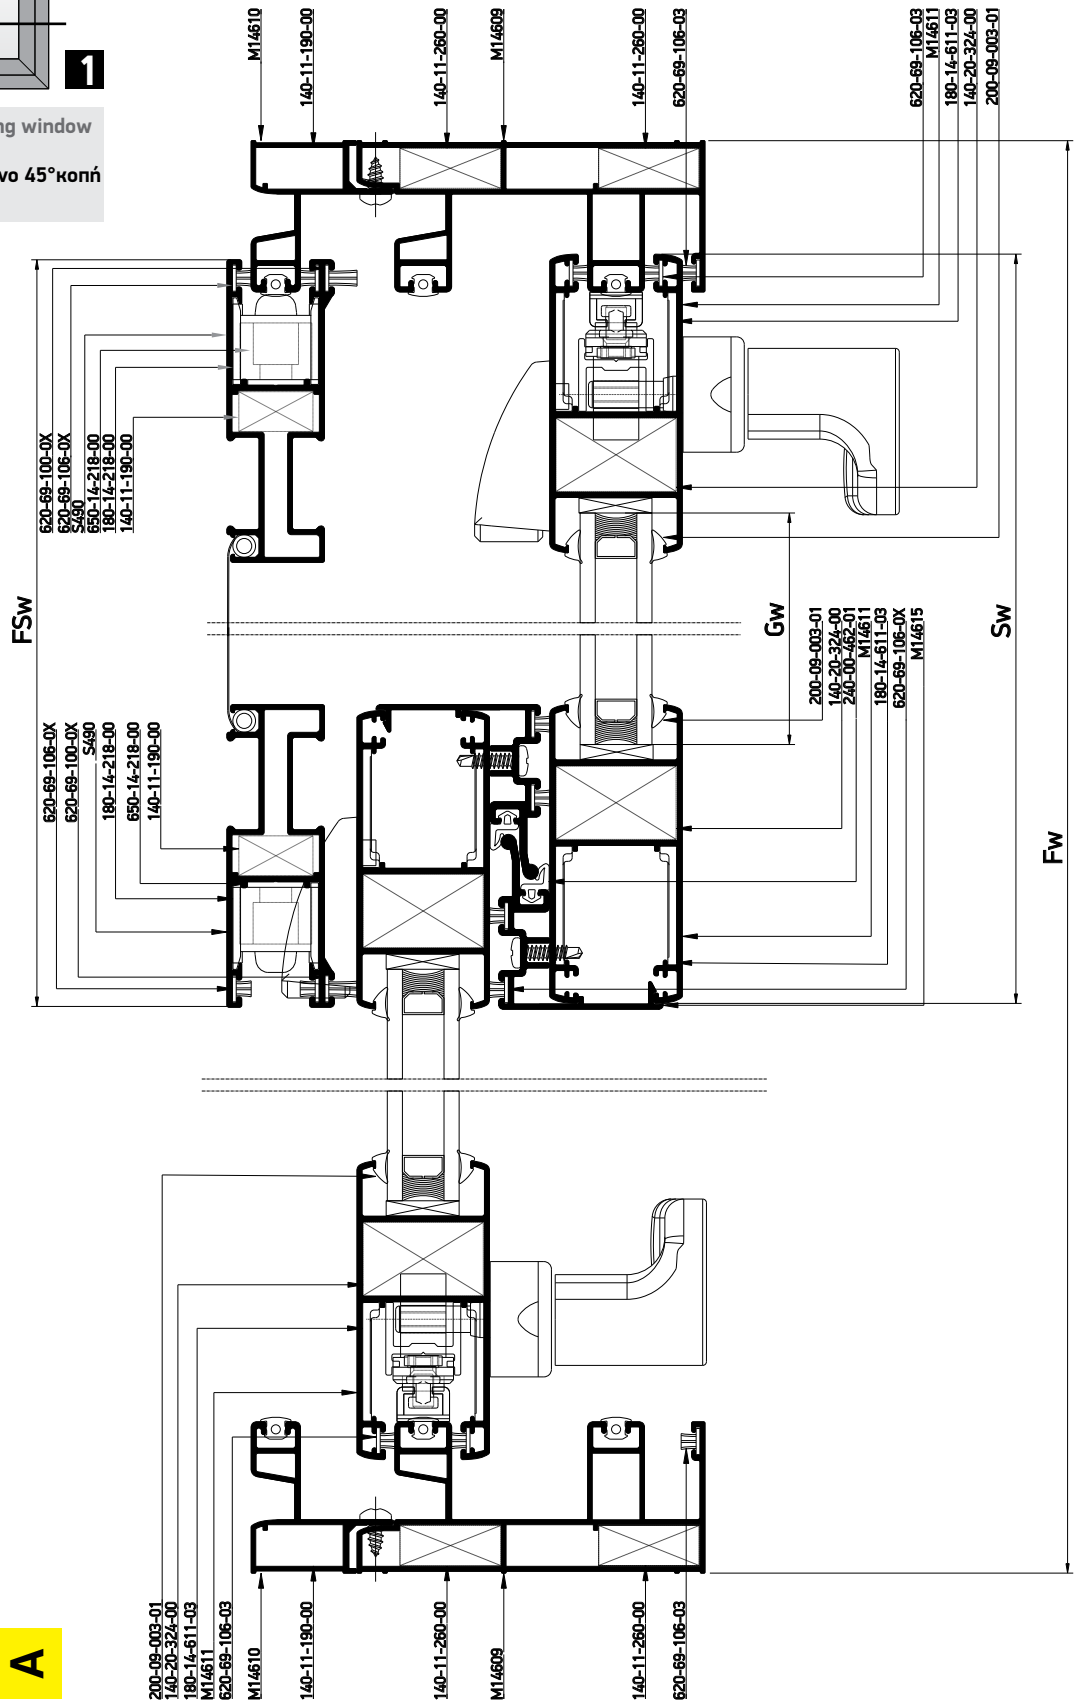 1
ng window
νο 45°κοπή
M14610
140-11-190-00
140-11-260-00
M14609
140-11-260-00
620-69-106-03
620-69-106-03
M14611
180-14-611-03
140-20-324-00
200-09-003-01
620-69-100-0X
620-69-106-0X
S490
650-14-218-00
180-14-218-00
140-11-190-00
FSw
Gw
Sw
Fw
200-09-003-01
140-20-324-00
240-00-462-01
M14611
180-14-611-03
620-69-106-0X
M14615
620-69-106-0X
620-69-100-0X
S490
180-14-218-00
650-14-218-00
140-11-190-00
200-09-003-01
140-20-324-00
180-14-611-03
M14611
620-69-106-03
M14610
140-11-190-00
140-11-260-00
M14609
140-11-260-00
620-69-106-03
A